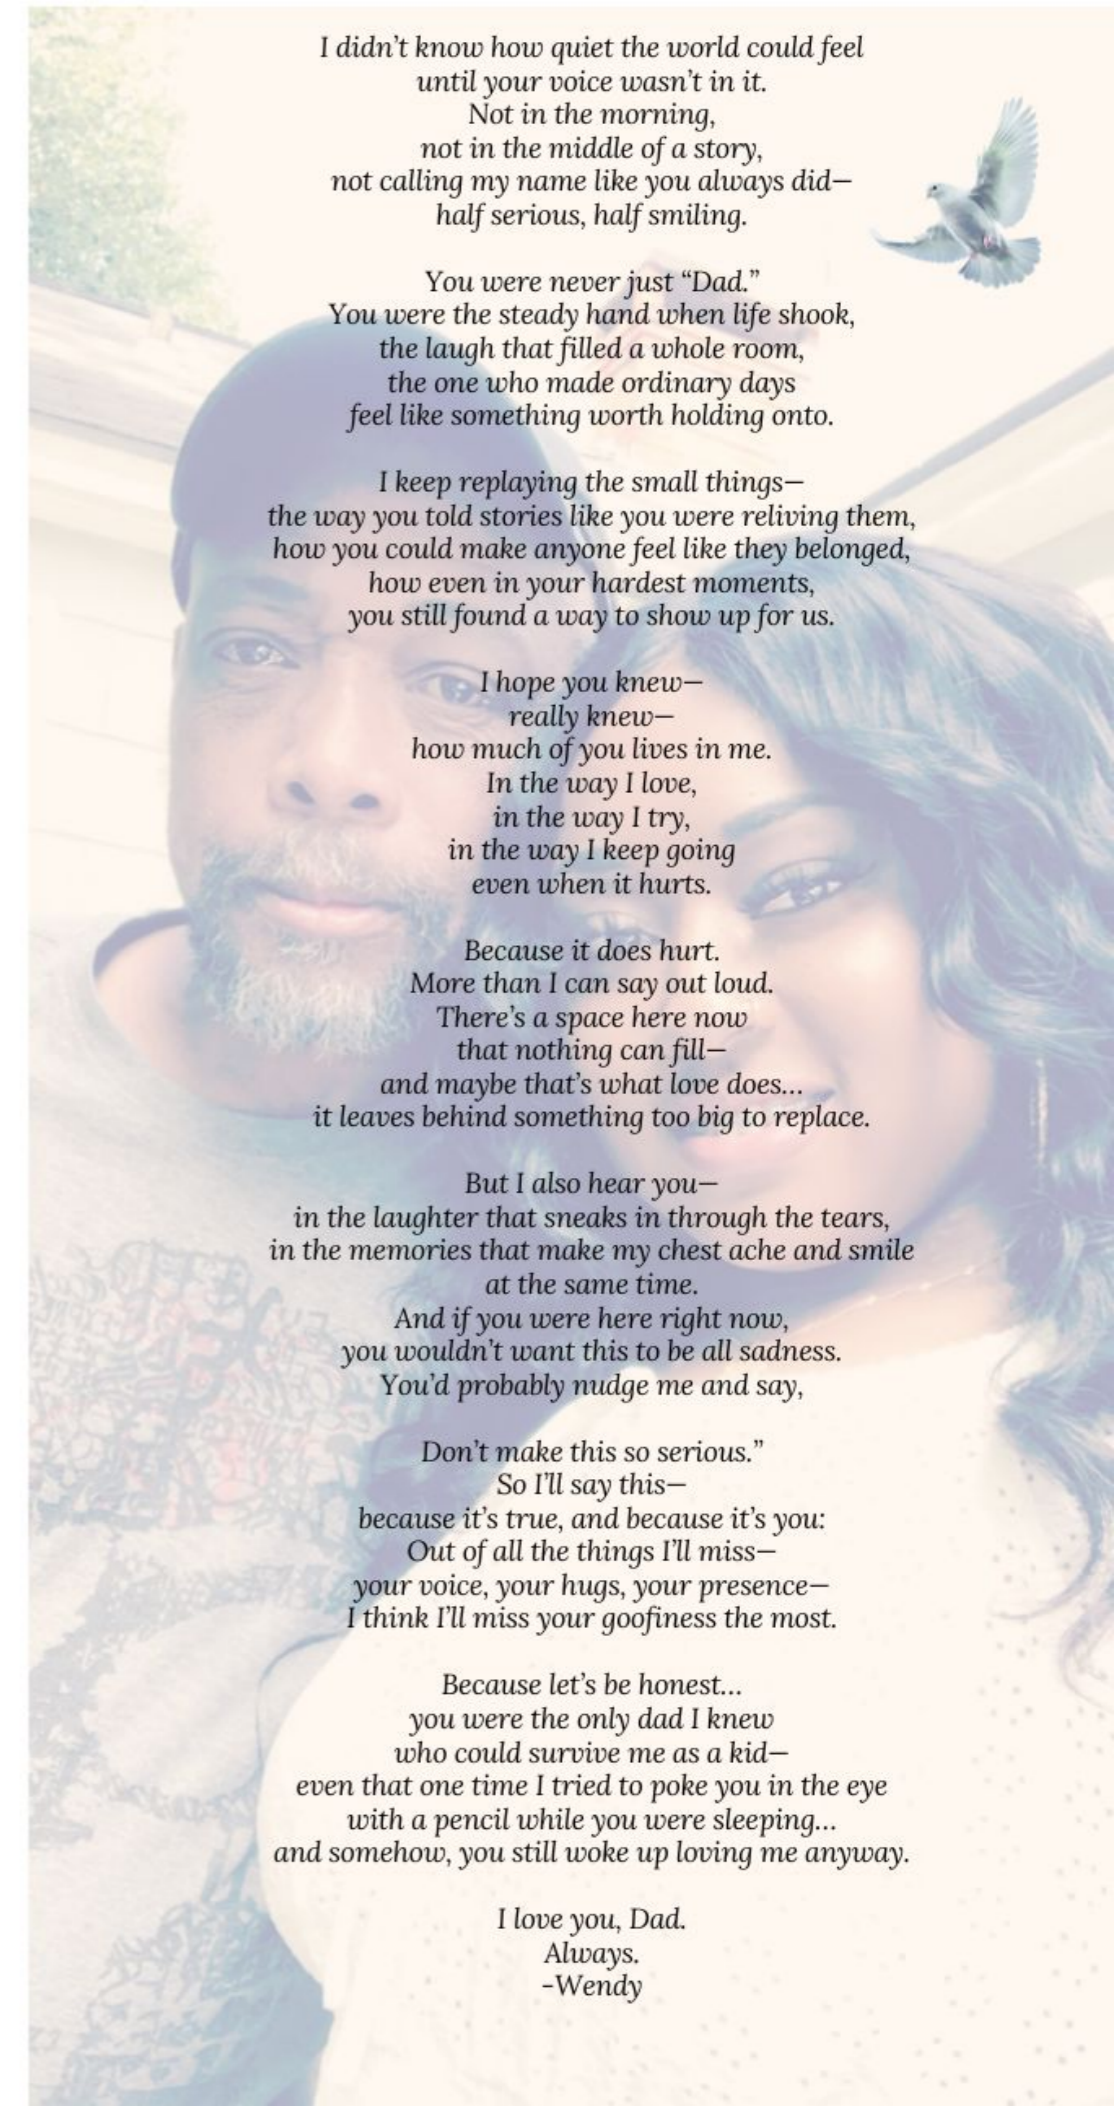 I didn’t know how quiet the world could feel
until your voice wasn’t in it.
Not in the morning,
not in the middle of a story,
not calling my name like you always did—
half serious, half smiling.
You were never just “Dad.”
You were the steady hand when life shook,
the laugh that filled a whole room,
the one who made ordinary days
feel like something worth holding onto.
I keep replaying the small things—
the way you told stories like you were reliving them,
how you could make anyone feel like they belonged,
how even in your hardest moments,
you still found a way to show up for us.
I hope you knew—
really knew—
how much of you lives in me.
In the way I love,
in the way I try,
in the way I keep going
even when it hurts.
Because it does hurt.
More than I can say out loud.
There’s a space here now
that nothing can fill—
and maybe that’s what love does...
it leaves behind something too big to replace.
But I also hear you—
in the laughter that sneaks in through the tears,
in the memories that make my chest ache and smile
at the same time.
And if you were here right now,
you wouldn’t want this to be all sadness.
You’d probably nudge me and say,
Don’t make this so serious.”
So I’ll say this—
because it’s true, and because it’s you:
Out of all the things I’ll miss—
your voice, your hugs, your presence—
I think I’ll miss your goofiness the most.
Because let’s be honest...
you were the only dad I knew
who could survive me as a kid—
even that one time I tried to poke you in the eye
with a pencil while you were sleeping...
and somehow, you still woke up loving me anyway.
I love you, Dad.
Always.
-Wendy